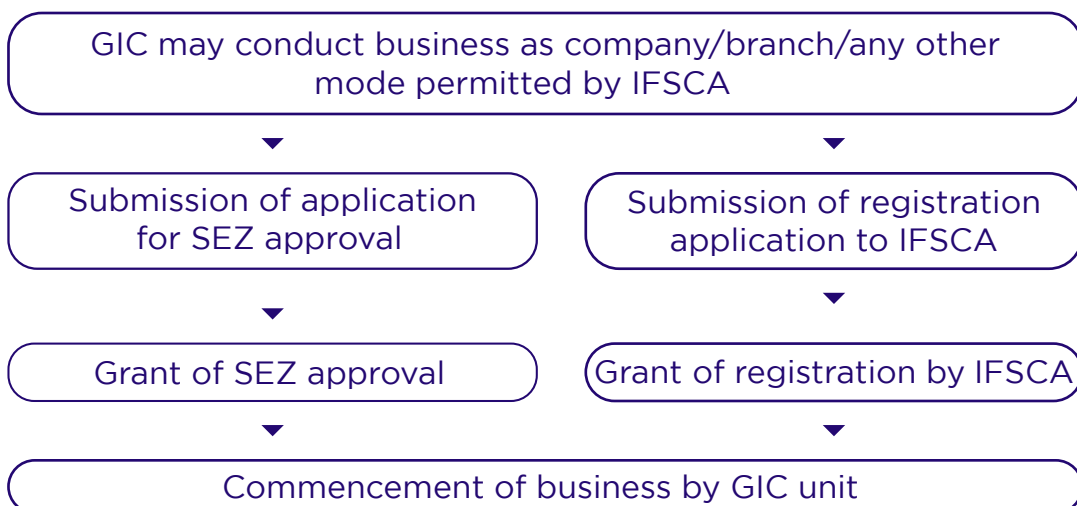 GIC may conduct business as company/branch/any other
mode permitted by IFSCA
Submission of application
for SEZ approval
Submission of registration
application to IFSCA
Grant of SEZ approval
Grant of registration by IFSCA
Commencement of business by GIC unit